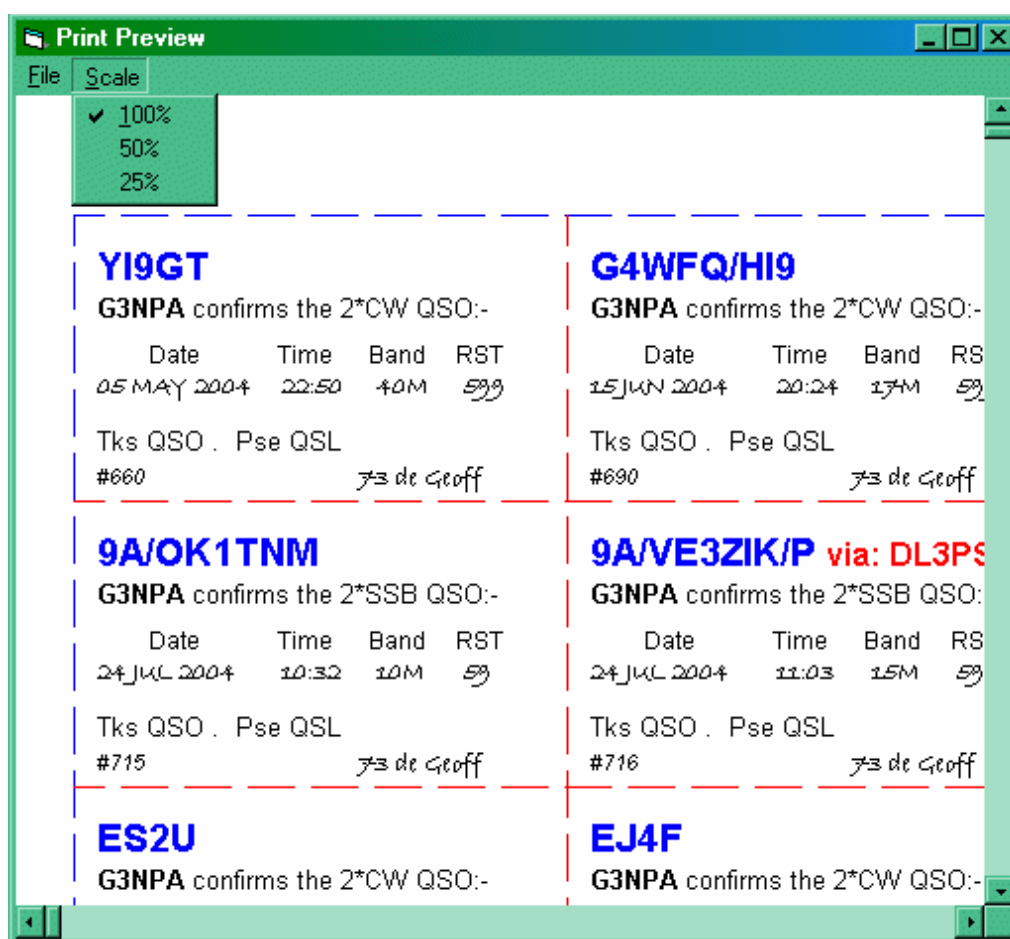 Print Preview
File Scale
100%
50%
25%
YI9GT
G3NPA confirms the 2*CW QSO:-
Date Time Band RST
05 MAY 2004 22:50 40M 599
Tks QSO . Pse QSL
#660 73 de Geoff
G4WFQ/HI9
G3NPA confirms the 2*CW QSO:-
Date Time Band RS
15 JUN 2004 20:24 17M 59
Tks QSO . Pse QSL
#690 73 de Geoff
9A/OK1TNM
G3NPA confirms the 2*SSB QSO:-
Date Time Band RST
24 JUL 2004 10:32 10M 59
Tks QSO . Pse QSL
#715 73 de Geoff
9A/VE3ZIK/P via: DL3PS
G3NPA confirms the 2*SSB QSO:
Date Time Band RS
24 JUL 2004 11:03 15M 59
Tks QSO . Pse QSL
#716 73 de Geoff
ES2U
G3NPA confirms the 2*CW QSO:-
EJ4F
G3NPA confirms the 2*CW QSO:-